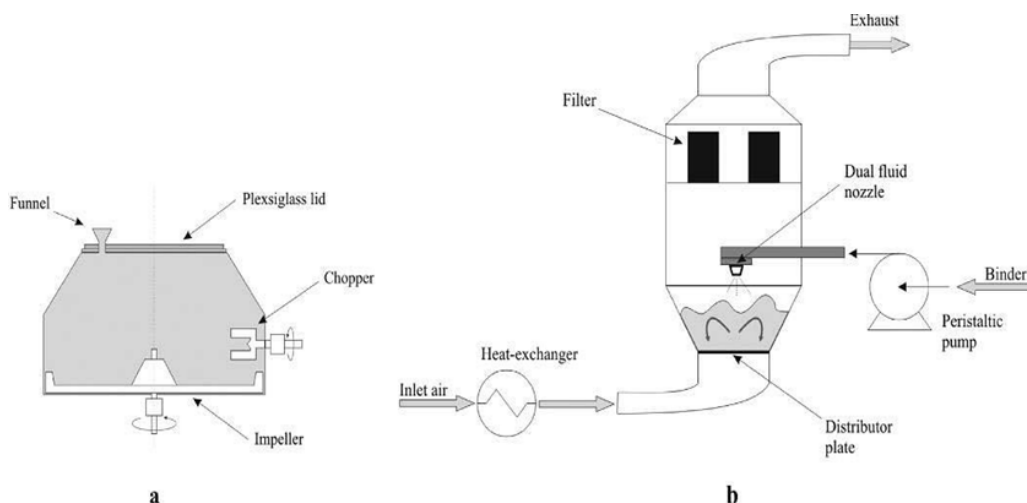 Funnel
Plexsiglass lid
Chopper
Impeller
a
Exhaust
Filter
Dual fluid
nozzle
Binder
Peristaltic
pump
Heat-exchanger
Inlet air
Distributor
plate
b